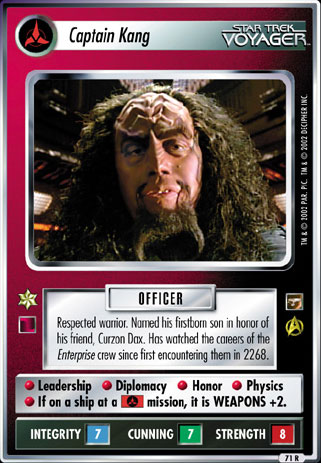 Captain Kang
STAR TREK
VOYAGER™
TM & © 2002 PAR. PIC. TM & © 2002 DECIPHER INC.
OFFICER
Respected warrior. Named his firstborn son in honor of
his friend, Curzon Dax. Has watched the careers of the
Enterprise crew since first encountering them in 2268.
Leadership Diplomacy Honor Physics
If on a ship at a mission, it is WEAPONS +2.
INTEGRITY 7 CUNNING 7 STRENGTH 8
71 R